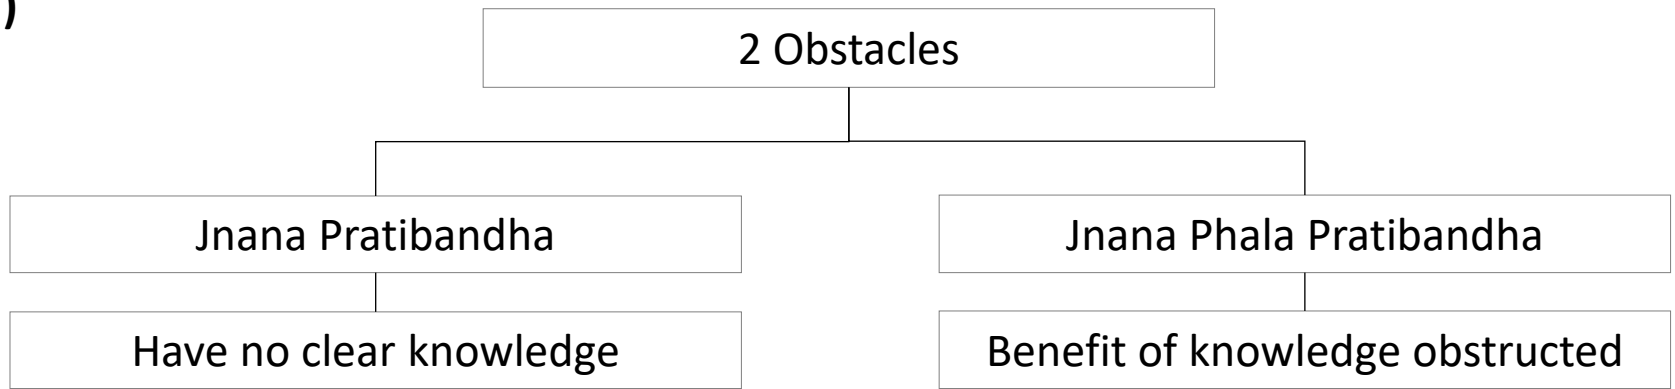 )
2 Obstacles
Jnana Pratibandha
Jnana Phala Pratibandha
Have no clear knowledge
Benefit of knowledge obstructed